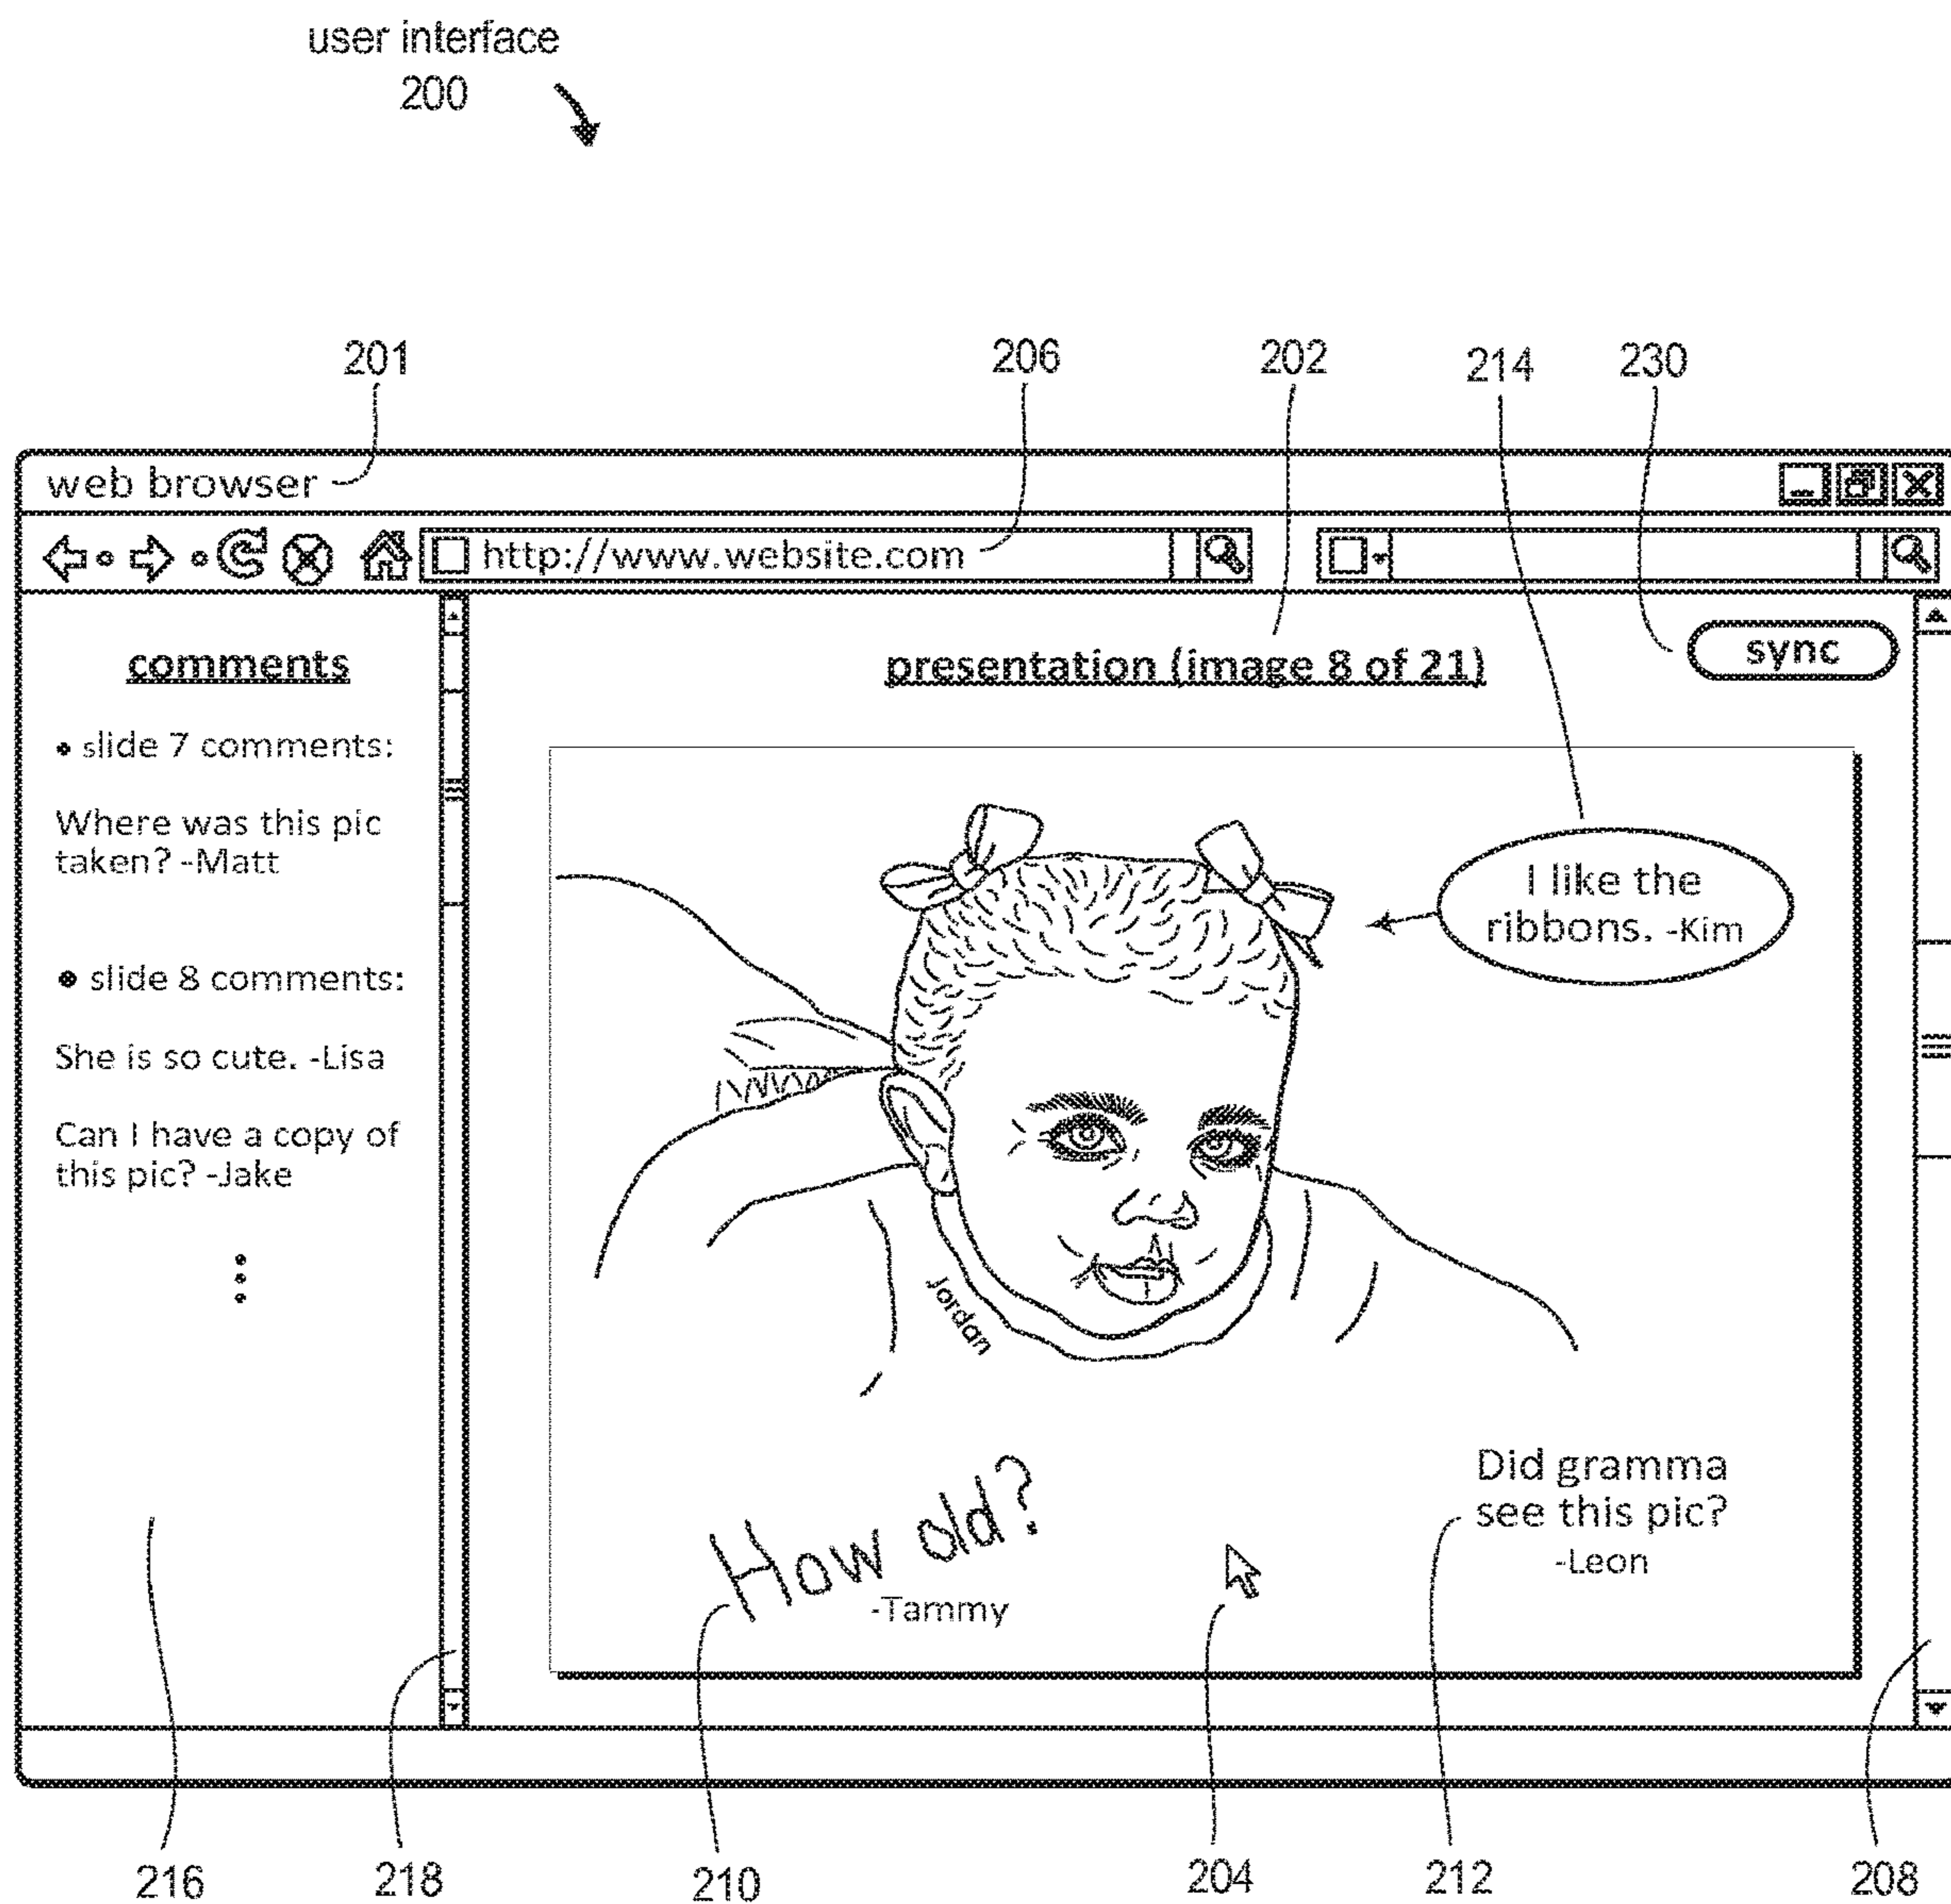 user interface
200
201
206
202
214
230
web browser
http://www.website.com
comments
• slide 7 comments:
Where was this pic
taken? -Matt
• slide 8 comments:
She is so cute. -Lisa
Can I have a copy of
this pic? -Jake
presentation (image 8 of 21)
sync
I like the
ribbons. -Kim
Jordan
How old?
-Tammy
Did gramma
see this pic?
-Leon
216
218
210
204
212
208